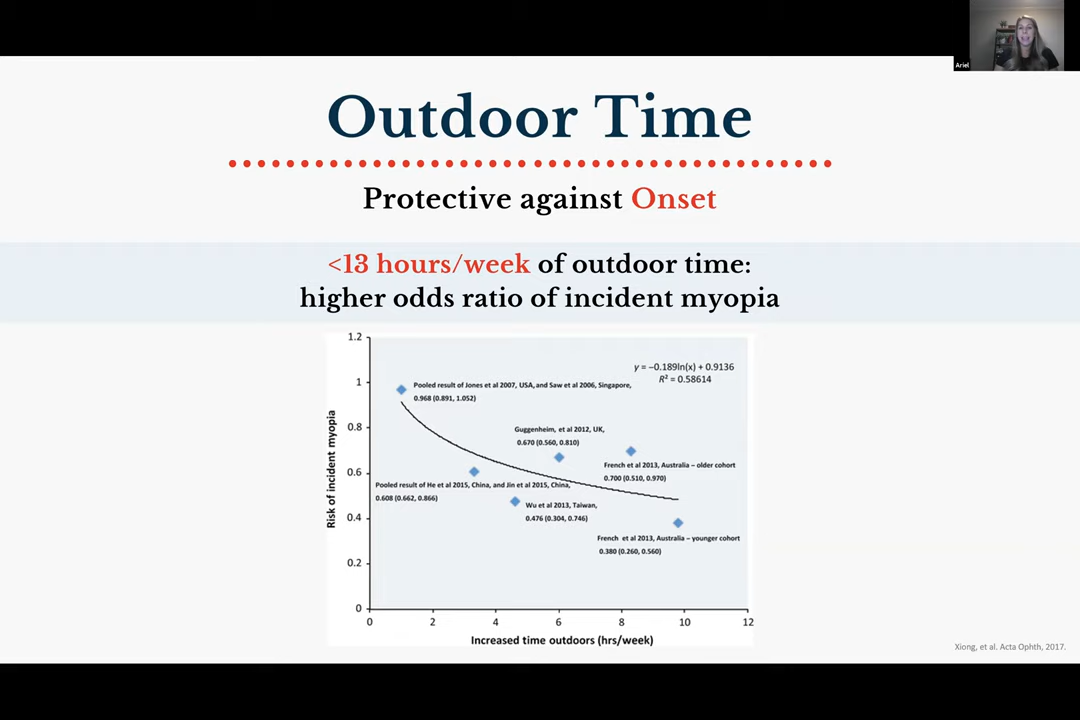 Ariel
Outdoor Time
Protective against Onset
<13 hours/week of outdoor time:
higher odds ratio of incident myopia
1.2
1
0.8
0.6
0.4
0.2
0
Risk of incident myopia
y = −0.189ln(x) + 0.9136
R² = 0.58614
Pooled result of Jones et al 2007, USA, and Saw et al 2006, Singapore,
0.968 (0.891, 1.052)
Guggenheim, et al 2012, UK,
0.670 (0.560, 0.810)
French et al 2013, Australia – older cohort
0.700 (0.510, 0.970)
Pooled result of He et al 2015, China, and Jin et al 2015, China,
0.608 (0.662, 0.866)
Wu et al 2013, Taiwan,
0.476 (0.304, 0.746)
French et al 2013, Australia – younger cohort
0.380 (0.260, 0.560)
0 2 4 6 8 10 12
Increased time outdoors (hrs/week)
Xiong, et al. Acta Ophth, 2017.